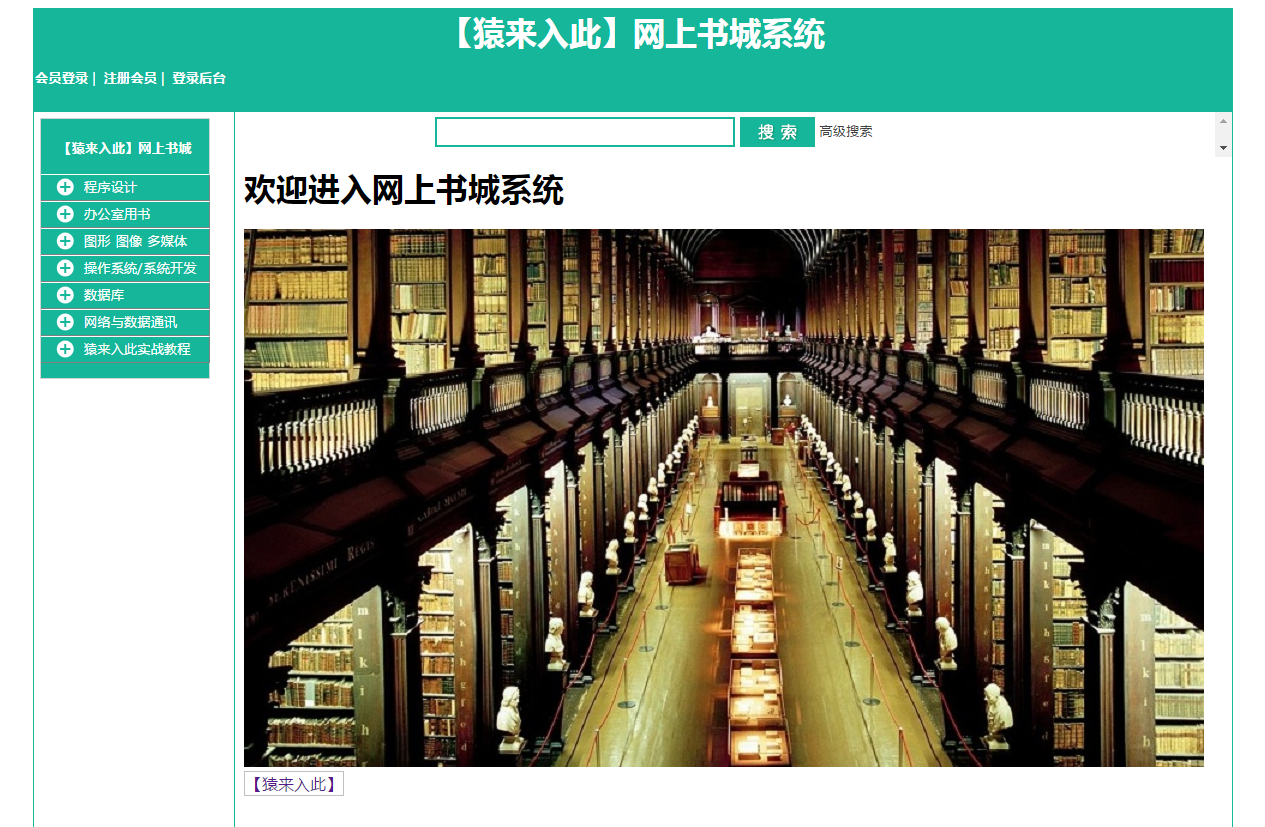 【猿来入此】网上书城系统
会员登录 | 注册会员 | 登录后台
【猿来入此】网上书城
程序设计
办公室用书
图形 图像 多媒体
操作系统/系统开发
数据库
网络与数据通讯
猿来入此实战教程
搜 索 高级搜索
欢迎进入网上书城系统
m
l
k
i
h
【猿来入此】